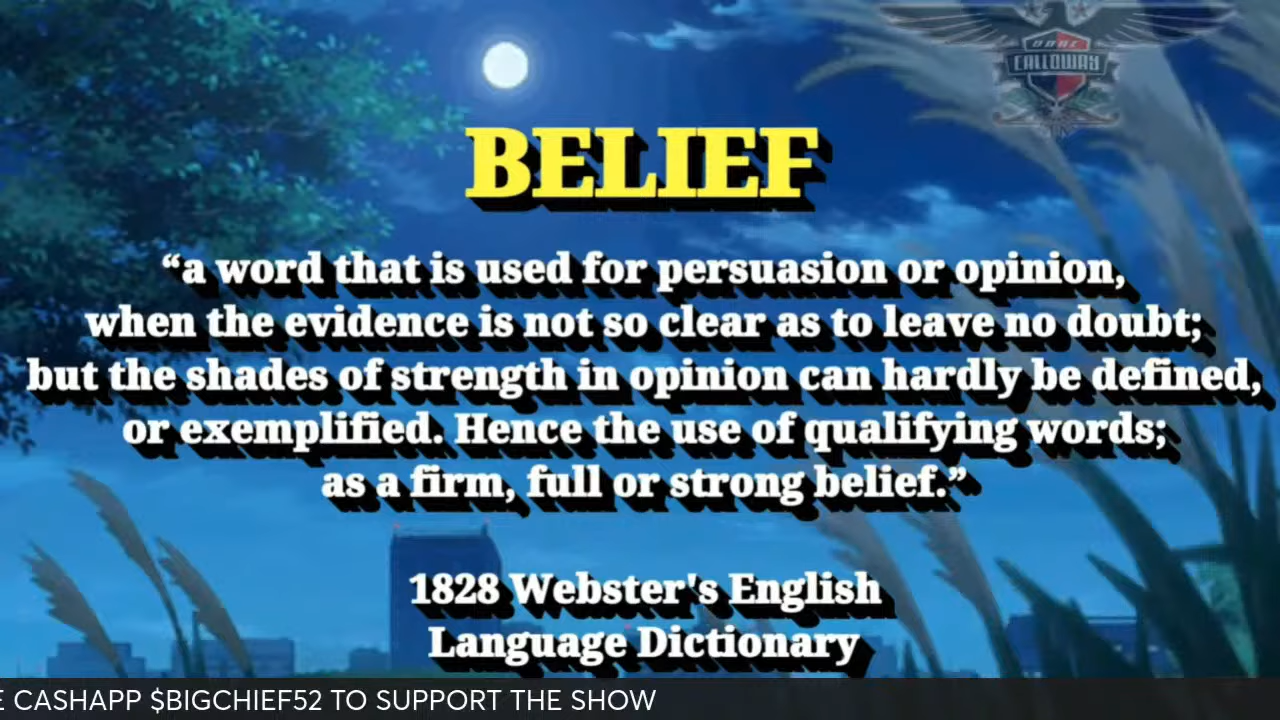 CALLOWAY
BELIEF
“a word that is used for persuasion or opinion,
when the evidence is not so clear as to leave no doubt;
but the shades of strength in opinion can hardly be defined,
or exemplified. Hence the use of qualifying words;
as a firm, full or strong belief.”
1828 Webster's English
Language Dictionary
E CASHAPP $BIGCHIEF52 TO SUPPORT THE SHOW